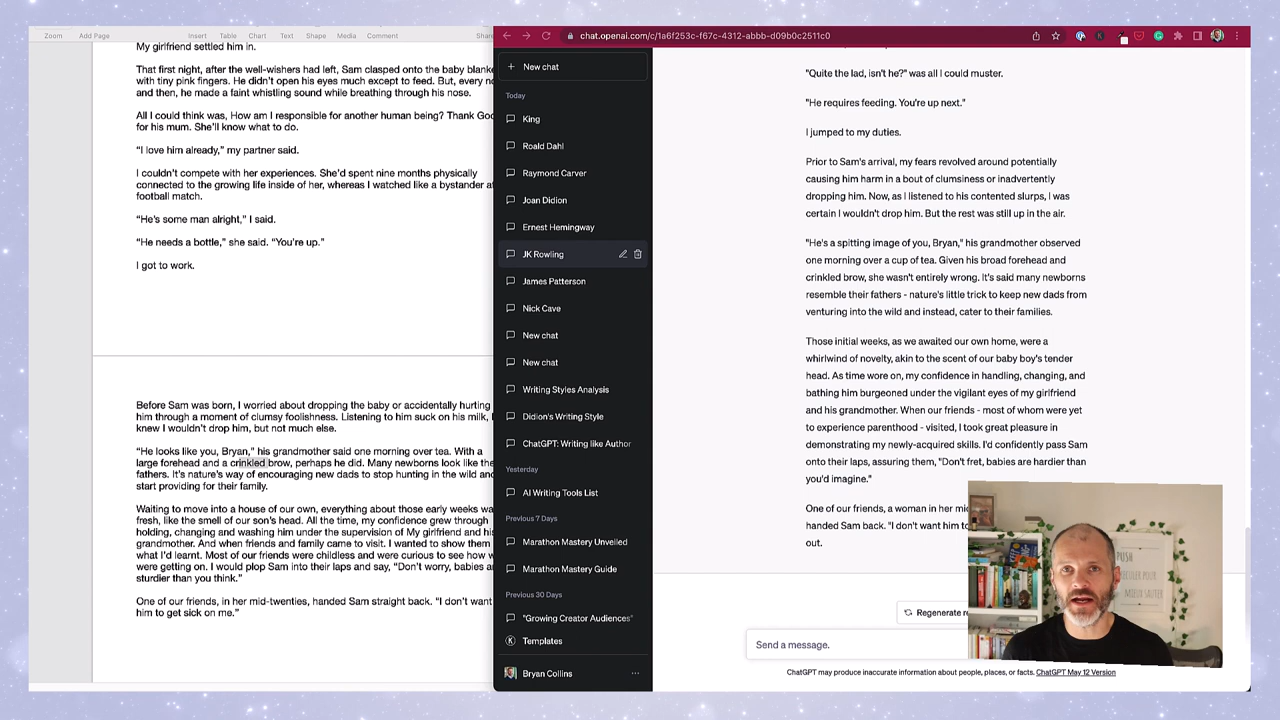 Zoom
Add Page
Insert
Table
Chart
Text
Shape
Media
Comment
My girlfriend settled him in.
That first night, after the well-wishers had left, Sam clasped onto the baby blanke
with tiny pink fingers. He didn't open his eyes much except to feed. But, every no
and then, he made a faint whistling sound while breathing through his nose.
All I could think was, How am I responsible for another human being? Thank Go
for his mum. She'll know what to do.
“I love him already,” my partner said.
I couldn't compete with her experiences. She'd spent nine months physically
connected to the growing life inside of her, whereas I watched like a bystander at
football match.
“He's some man alright,” I said.
“He needs a bottle,” she said. “You're up.”
I got to work.
Before Sam was born, I worried about dropping the baby or accidentally hurting
him through a moment of clumsy foolishness. Listening to him suck on his milk, I
knew I wouldn't drop him, but not much else.
“He looks like you, Bryan,” his grandmother said one morning over tea. With a
large forehead and a crinkled brow, perhaps he did. Many newborns look like the
fathers. It's nature's way of encouraging new dads to stop hunting in the wild and
start providing for their family.
Waiting to move into a house of our own, everything about those early weeks wa
fresh, like the smell of our son's head. All the time, my confidence grew through
holding, changing and washing him under the supervision of My girlfriend and his
grandmother. And when friends and family came to visit. I wanted to show them
what I'd learnt. Most of our friends were childless and were curious to see how w
were getting on. I would plop Sam into their laps and say, “Don't worry, babies a
sturdier than you think.”
One of our friends, in her mid-twenties, handed Sam straight back. “I don't want
him to get sick on me.”
chat.openai.com/c/1a6f253c-f67c-4312-abbb-d09b0c2511c0
New chat
Today
King
Roald Dahl
Raymond Carver
Joan Didion
Ernest Hemingway
JK Rowling
James Patterson
Nick Cave
New chat
New chat
Writing Styles Analysis
Didion's Writing Style
ChatGPT: Writing like Author
Yesterday
AI Writing Tools List
Previous 7 Days
Marathon Mastery Unveiled
Marathon Mastery Guide
Previous 30 Days
"Growing Creator Audiences"
Templates
Bryan Collins
"Quite the lad, isn't he?" was all I could muster.
"He requires feeding. You're up next."
I jumped to my duties.
Prior to Sam's arrival, my fears revolved around potentially
causing him harm in a bout of clumsiness or inadvertently
dropping him. Now, as I listened to his contented slurps, I was
certain I wouldn't drop him. But the rest was still up in the air.
"He's a spitting image of you, Bryan," his grandmother observed
one morning over a cup of tea. Given his broad forehead and
crinkled brow, she wasn't entirely wrong. It's said many newborns
resemble their fathers - nature's little trick to keep new dads from
venturing into the wild and instead, cater to their families.
Those initial weeks, as we awaited our own home, were a
whirlwind of novelty, akin to the scent of our baby boy's tender
head. As time wore on, my confidence in handling, changing, and
bathing him burgeoned under the vigilant eyes of my girlfriend
and his grandmother. When our friends - most of whom were yet
to experience parenthood - visited, I took great pleasure in
demonstrating my newly-acquired skills. I'd confidently pass Sam
onto their laps, assuring them, "Don't fret, babies are hardier than
you'd imagine."
One of our friends, a woman in her mid
handed Sam back. "I don't want him to
out.
Regenerate re
Send a message.
ChatGPT may produce inaccurate information about people, places, or facts. ChatGPT May 12 Version
PUSH